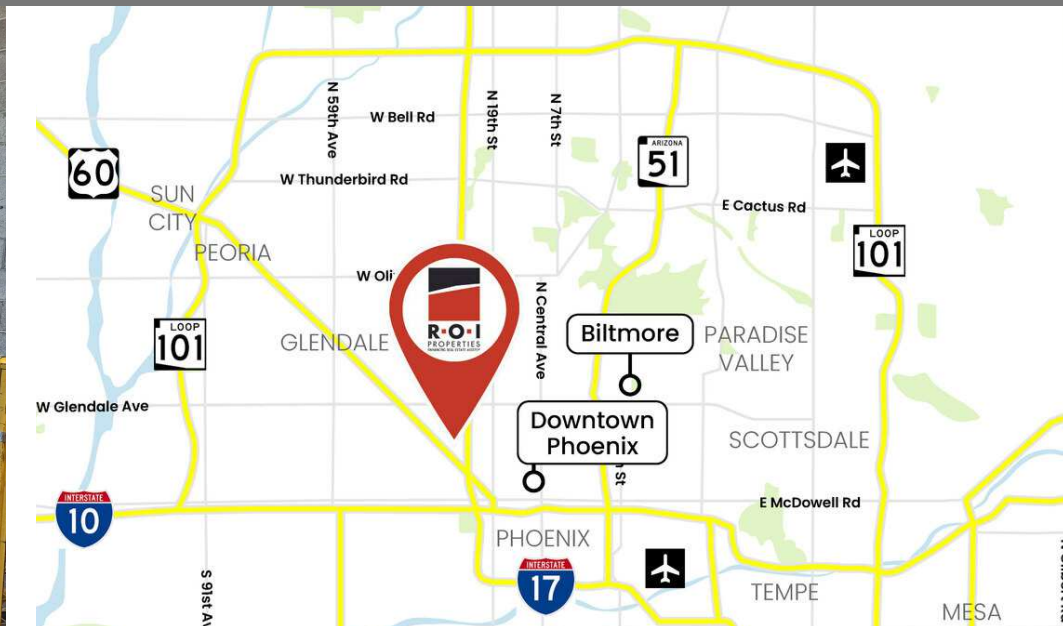 N 59th Ave
N 19th St
N 7th St
W Bell Rd
ARIZONA
51
60
W Thunderbird Rd
SUN
CITY
E Cactus Rd
PEORIA
LOOP
101
W Oli
R·O·I
PROPERTIES
N Central Ave
LOOP
101
GLENDALE
Biltmore
PARADISE
VALLEY
W Glendale Ave
Downtown
Phoenix
SCOTTSDALE
St
INTERSTATE
10
E McDowell Rd
PHOENIX
INTERSTATE
17
S 91st Av
TEMPE
MESA